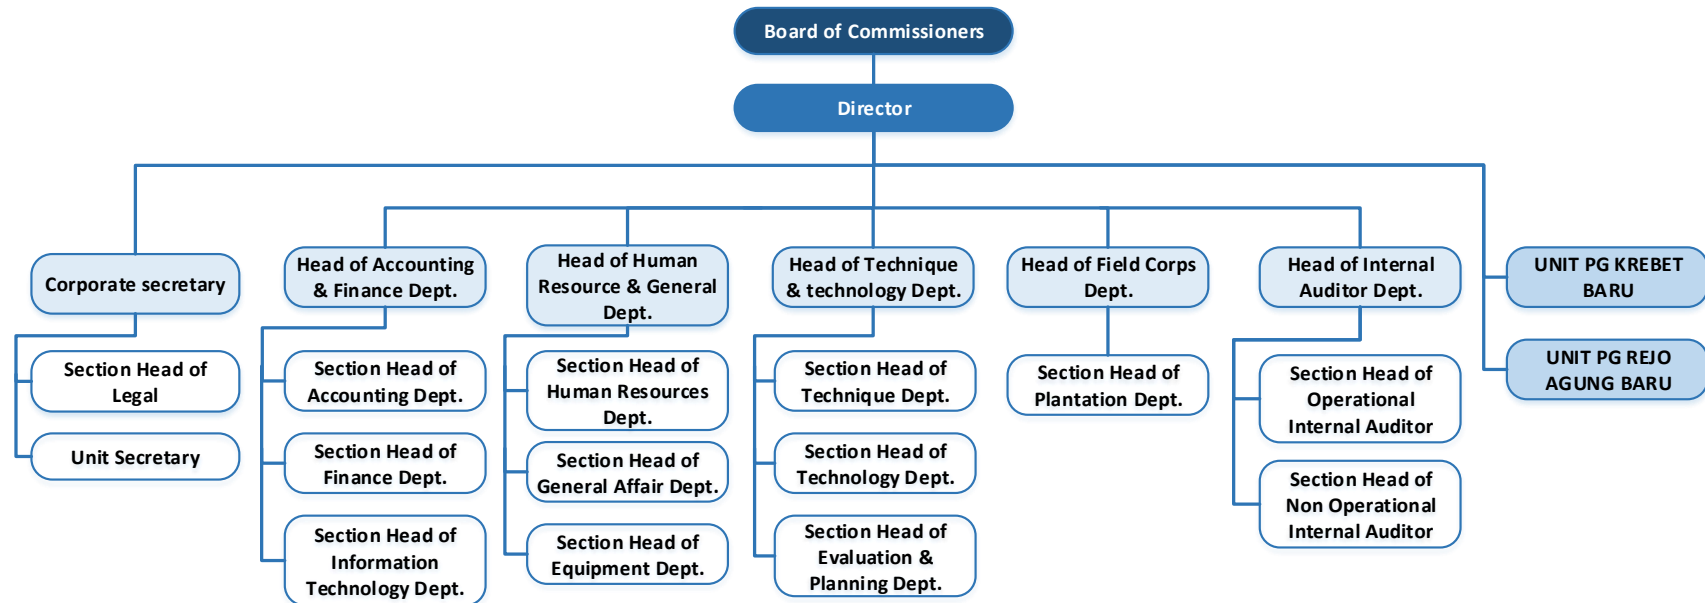 Board of Commissioners
Director
Corporate secretary
Section Head of
Legal
Unit Secretary
Head of Accounting
& Finance Dept.
Section Head of
Accounting Dept.
Section Head of
Finance Dept.
Section Head of
Information
Technology Dept.
Head of Human
Resource & General
Dept.
Section Head of
Human Resources
Dept.
Section Head of
General Affair Dept.
Section Head of
Equipment Dept.
Head of Technique
& technology Dept.
Section Head of
Technique Dept.
Section Head of
Technology Dept.
Section Head of
Evaluation &
Planning Dept.
Head of Field Corps
Dept.
Section Head of
Plantation Dept.
Head of Internal
Auditor Dept.
Section Head of
Operational
Internal Auditor
Section Head of
Non Operational
Internal Auditor
UNIT PG KREBET
BARU
UNIT PG REJO
AGUNG BARU